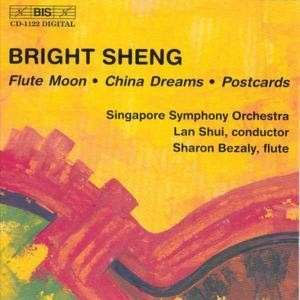 BIS
CD-1122 DIGITAL
BRIGHT SHENG
Flute Moon • China Dreams • Postcards
Singapore Symphony Orchestra
Lan Shui, conductor
Sharon Bezaly, flute